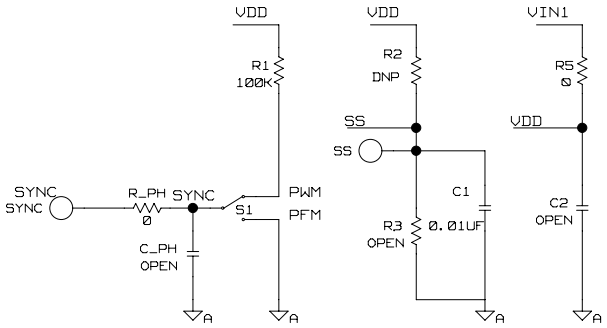 VDD
R1
100K
SYNC
SYNC
R_PH
0
SYNC
S1
PWM
PFM
C_PH
OPEN
A
A
VDD
R2
DNP
SS
SS
C1
0.01UF
R3
OPEN
A
VIN1
R5
0
VDD
C2
OPEN
A